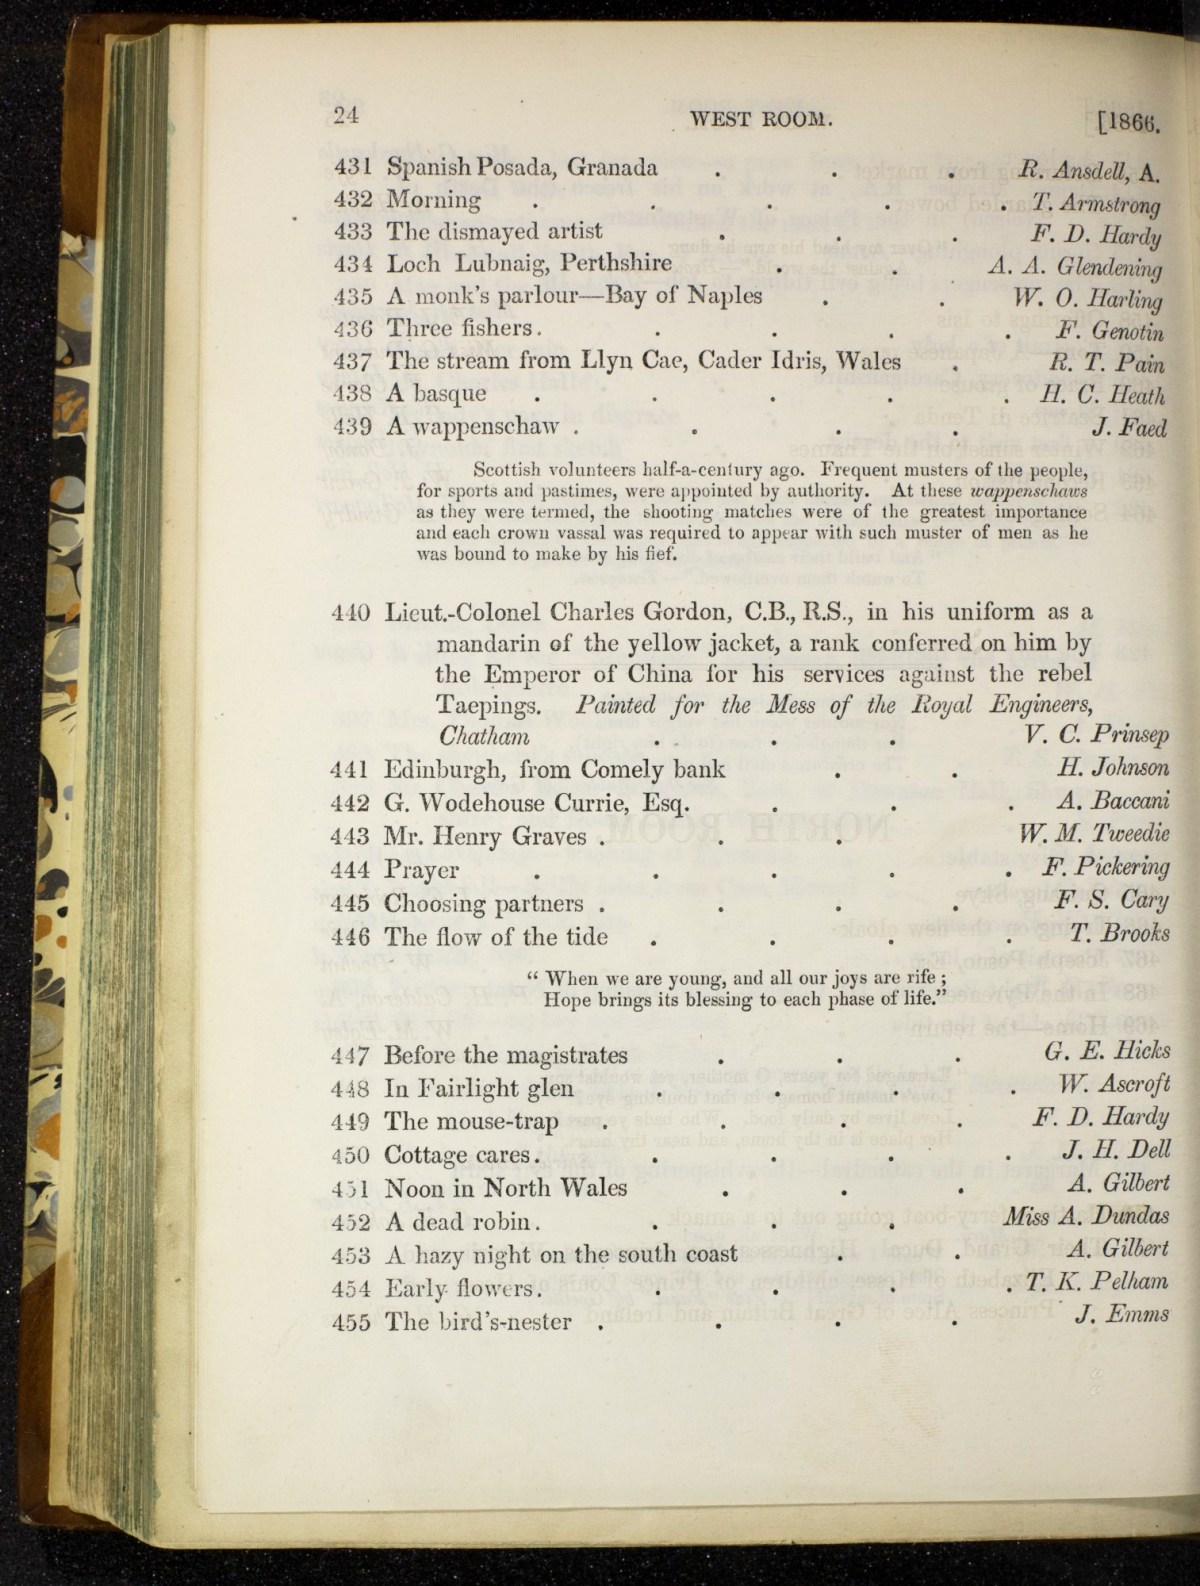 24 WEST ROOM. [1866.
431 Spanish Posada, Granada . . . R. Ansdell, A.
432 Morning . . . . . T. Armstrong
433 The dismayed artist . . . F. D. Hardy
434 Loch Lubnaig, Perthshire . . A. A. Glendening
435 A monk's parlour—Bay of Naples . . W. O. Harling
436 Three fishers . . . . . F. Genotin
437 The stream from Llyn Cae, Cader Idris, Wales . R. T. Pain
438 A basque . . . . . H. C. Heath
439 A wappenschaw . . . . J. Faed
Scottish volunteers half-a-century ago. Frequent musters of the people,
for sports and pastimes, were appointed by authority. At these wappenschaws
as they were termed, the shooting matches were of the greatest importance
and each crown vassal was required to appear with such muster of men as he
was bound to make by his fief.
440 Lieut.-Colonel Charles Gordon, C.B., R.S., in his uniform as a
mandarin of the yellow jacket, a rank conferred on him by
the Emperor of China for his services against the rebel
Taepings. Painted for the Mess of the Royal Engineers,
Chatham . . . V. C. Prinsep
441 Edinburgh, from Comely bank . . H. Johnson
442 G. Wodehouse Currie, Esq. . . . A. Baccani
443 Mr. Henry Graves . . . W. M. Tweedie
444 Prayer . . . . . F. Pickering
445 Choosing partners . . . . F. S. Cary
446 The flow of the tide . . . . T. Brooks
“ When we are young, and all our joys are rife ;
Hope brings its blessing to each phase of life.”
447 Before the magistrates . . . G. E. Hicks
448 In Fairlight glen . . . . W. Ascroft
449 The mouse-trap . . . . F. D. Hardy
450 Cottage cares . . . . . J. H. Dell
451 Noon in North Wales . . . A. Gilbert
452 A dead robin . . . . Miss A. Dundas
453 A hazy night on the south coast . . A. Gilbert
454 Early flowers . . . . . T. K. Pelham
455 The bird's-nester . . . . J. Emms